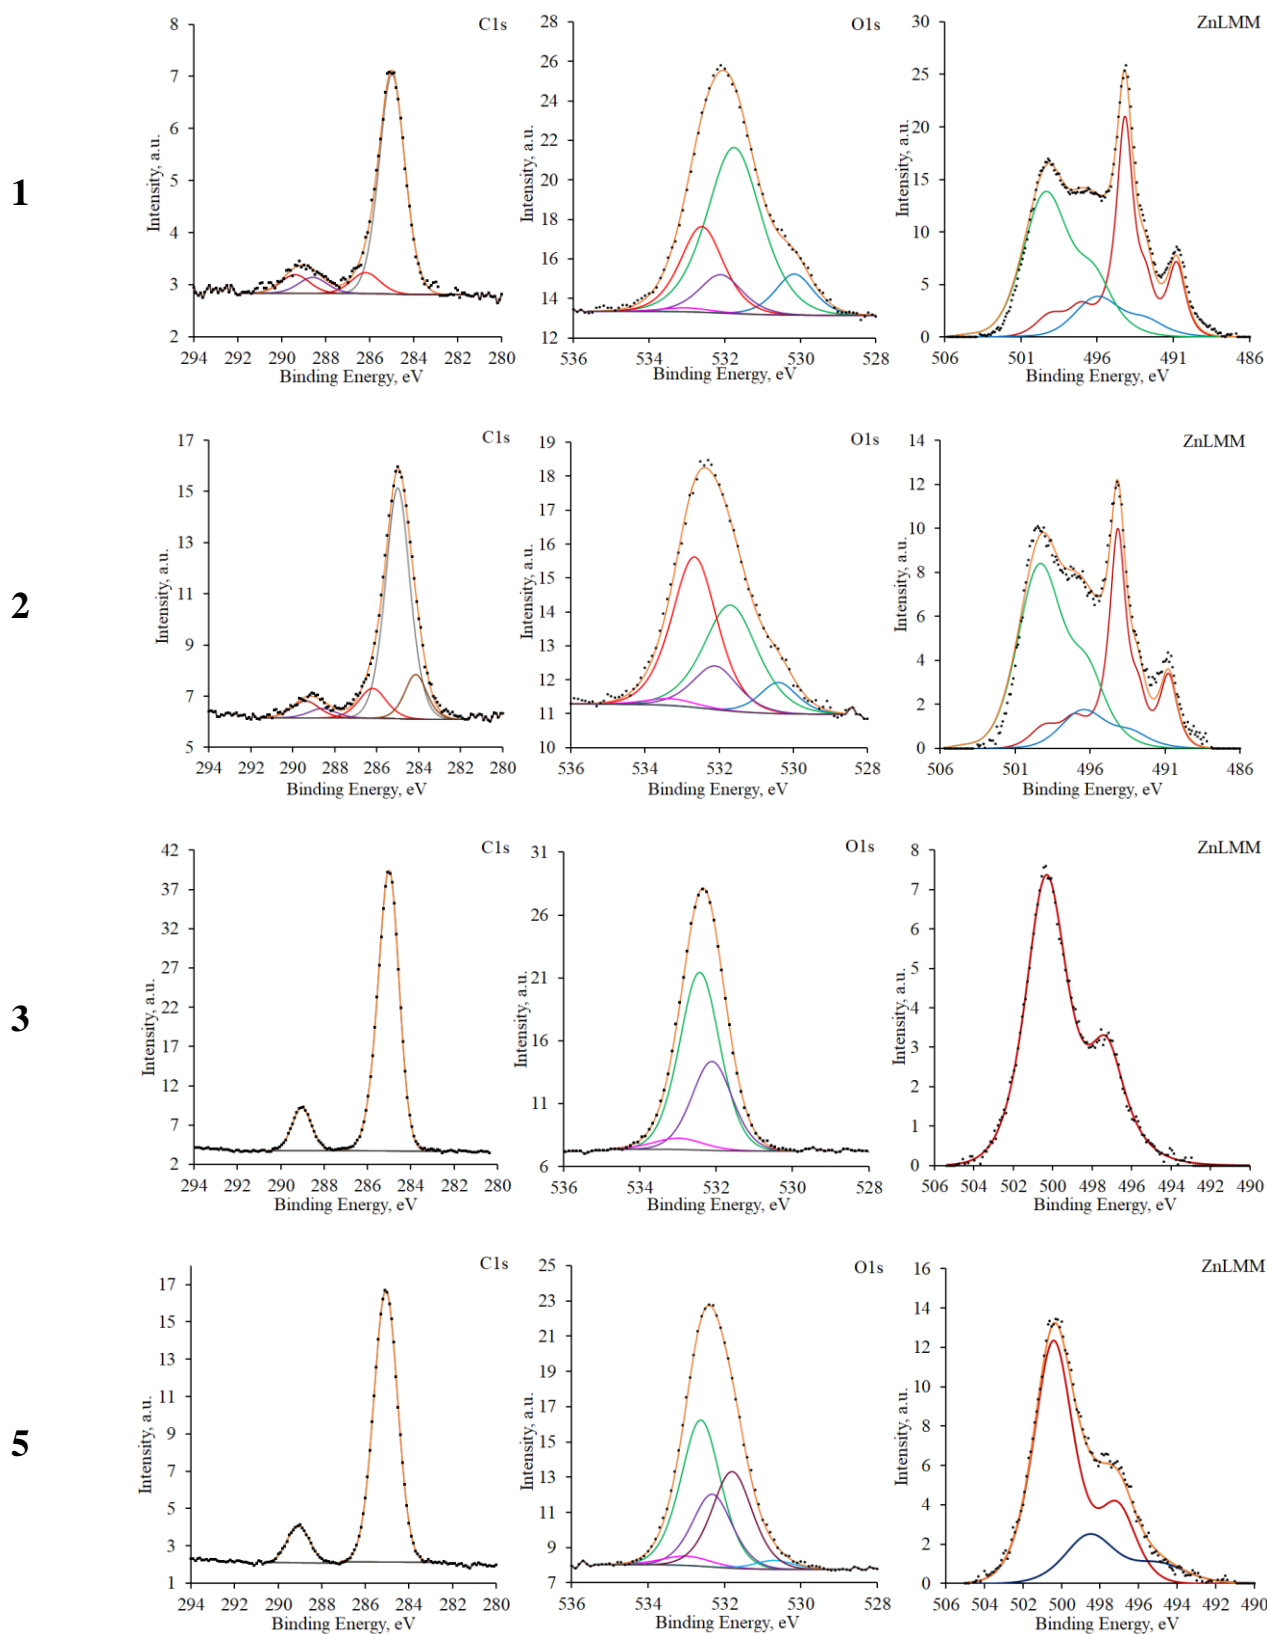 1
C1s
8
7
6
5
4
3
2
Intensity, a.u.
294 292 290 288 286 284 282 280
Binding Energy, eV
O1s
28
26
24
22
20
18
16
14
12
Intensity, a.u.
536 534 532 530 528
Binding Energy, eV
ZnLMM
30
25
20
15
10
5
0
Intensity, a.u.
506 501 496 491 486
Binding Energy, eV
2
C1s
17
15
13
11
9
7
5
Intensity, a.u.
294 292 290 288 286 284 282 280
Binding Energy, eV
O1s
19
18
17
16
15
14
13
12
11
10
Intensity, a.u.
536 534 532 530 528
Binding Energy, eV
ZnLMM
14
12
10
8
6
4
2
0
Intensity, a.u.
506 501 496 491 486
Binding Energy, eV
3
C1s
42
37
32
27
22
17
12
7
2
Intensity, a.u.
294 292 290 288 286 284 282 280
Binding Energy, eV
O1s
31
26
21
16
11
6
Intensity, a.u.
536 534 532 530 528
Binding Energy, eV
ZnLMM
8
7
6
5
4
3
2
1
0
Intensity, a.u.
506 504 502 500 498 496 494 492 490
Binding Energy, eV
5
C1s
17
15
13
11
9
7
5
3
1
Intensity, a.u.
294 292 290 288 286 284 282 280
Binding Energy, eV
O1s
25
23
21
19
17
15
13
11
9
7
Intensity, a.u.
536 534 532 530 528
Binding Energy, eV
ZnLMM
16
14
12
10
8
6
4
2
0
Intensity, a.u.
506 504 502 500 498 496 494 492 490
Binding Energy, eV